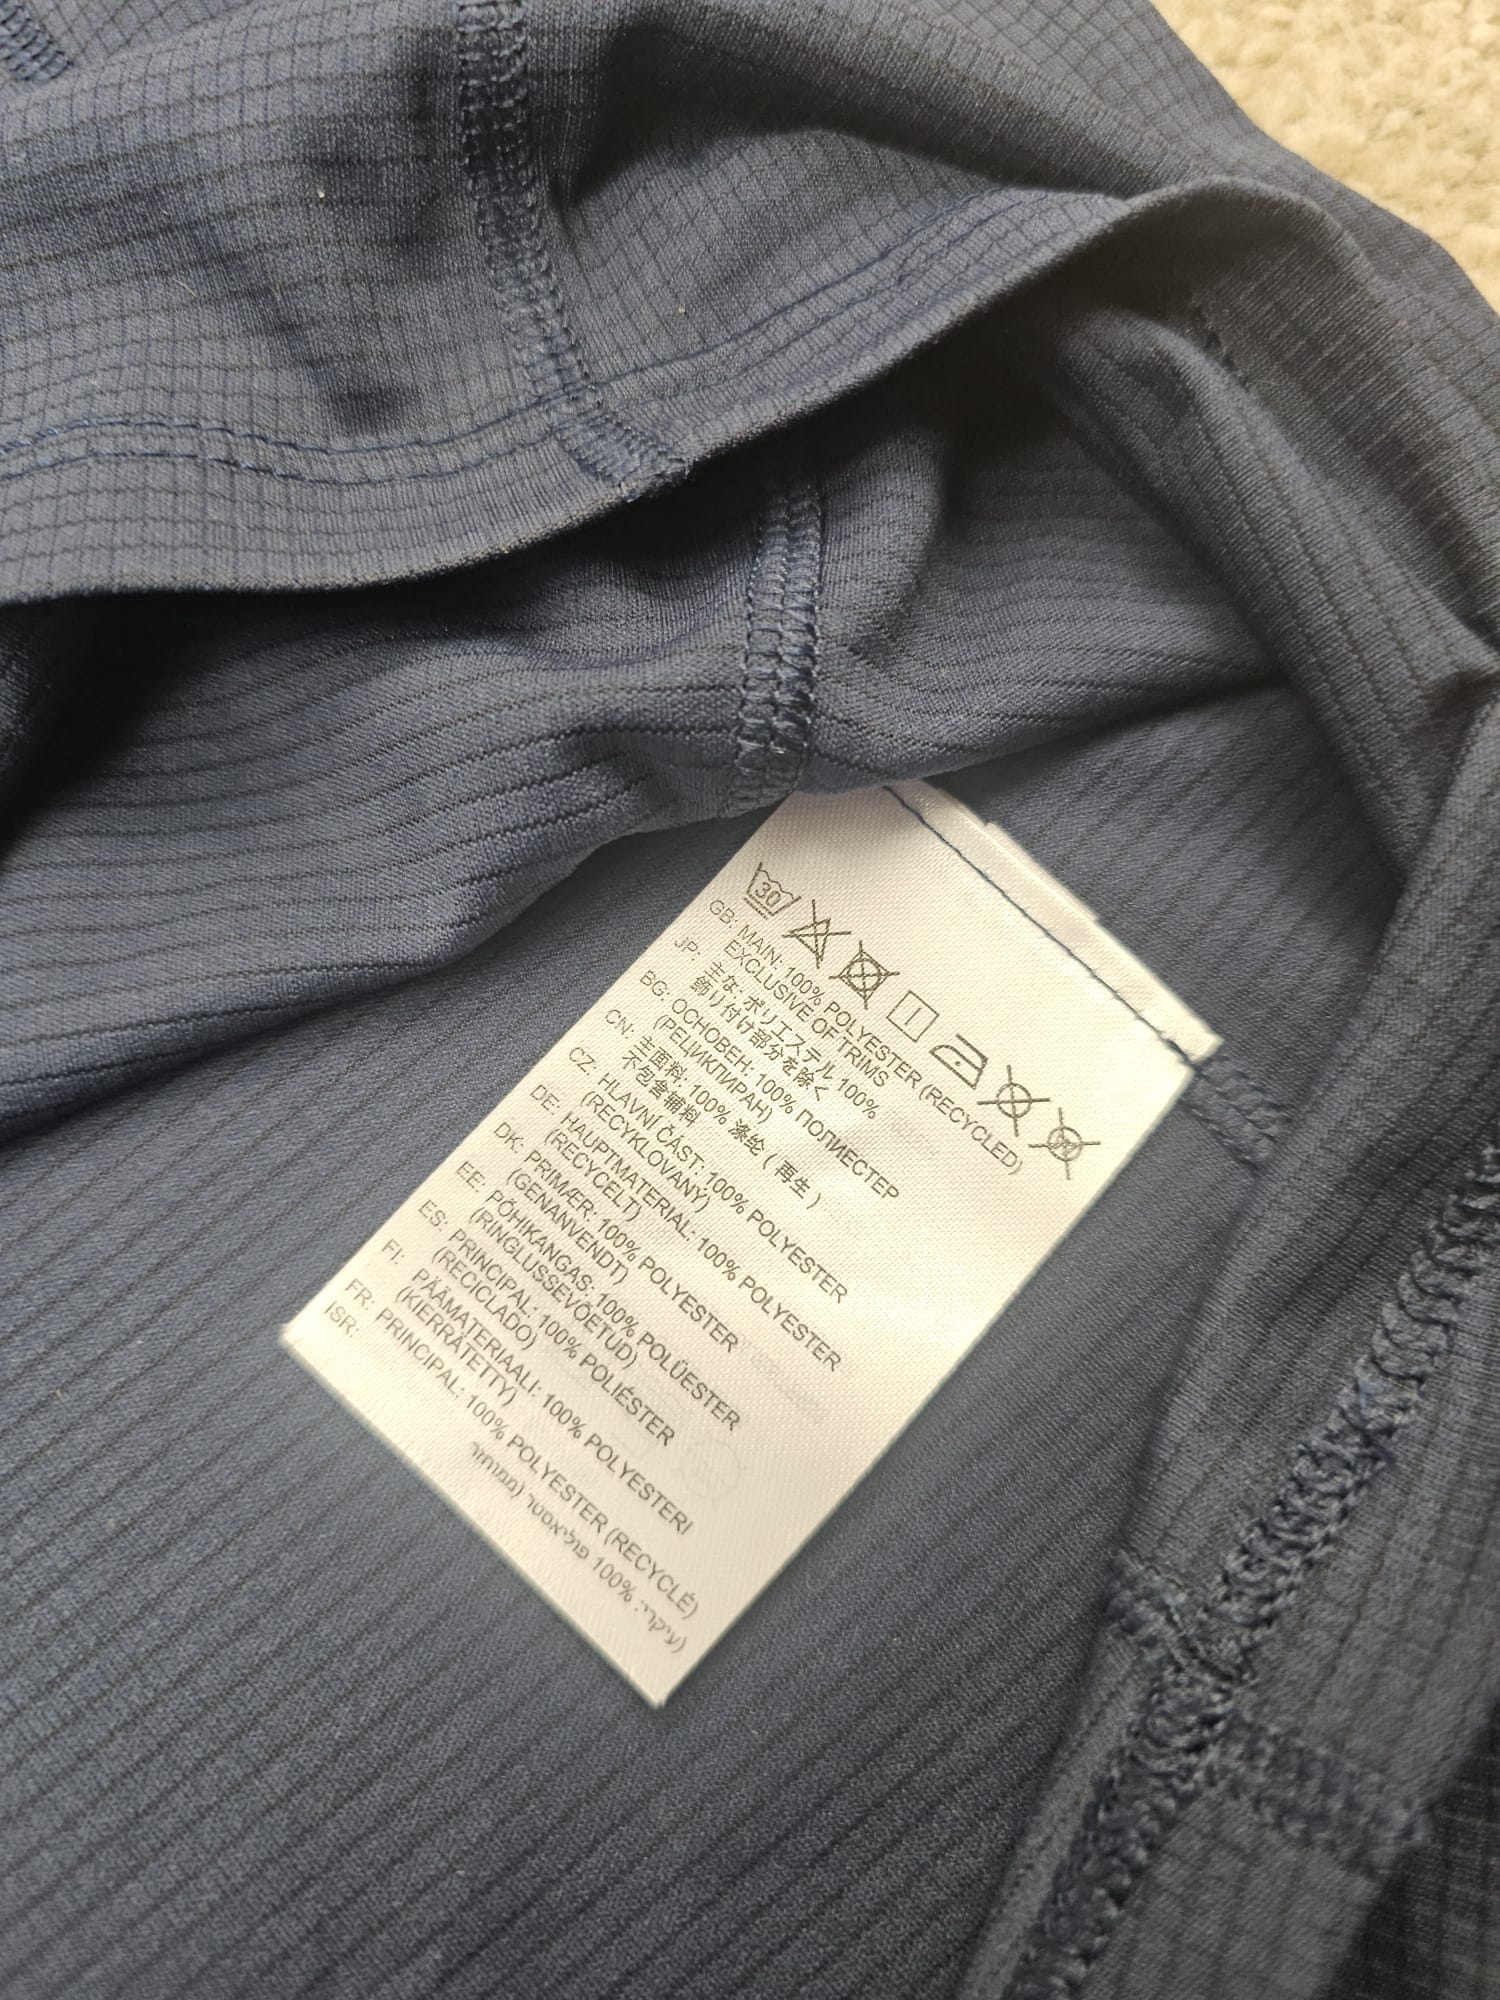 30
GB: MAIN: 100% POLYESTER (RECYCLED)
EXCLUSIVE OF TRIMS
JP: 主な: ポリエステル 100%
飾り付け部分を除く
BG: ОСНОВЕН: 100% ПОЛИЕСТЕР
(РЕЦИКЛИРАН)
CN: 主面料: 100% 涤纶 ( 再生 )
不包含辅料
CZ: HLAVNÍ ČÁST: 100% POLYESTER
(RECYKLOVANÝ)
DE: HAUPTMATERIAL: 100% POLYESTER
(RECYCELT)
DK: PRIMÆR: 100% POLYESTER
(GENANVENDT)
EE: PÕHIKANGAS: 100% POLÜESTER
(RINGLUSSEVÕETUD)
ES: PRINCIPAL: 100% POLIÉSTER
(RECICLADO)
FI: PÄÄMATERIAALI: 100% POLYESTERI
(KIERRÄTETTY)
FR: PRINCIPAL: 100% POLYESTER (RECYCLÉ)
ISR: עיקרי: 100% פוליאסטר (ממוחזר)